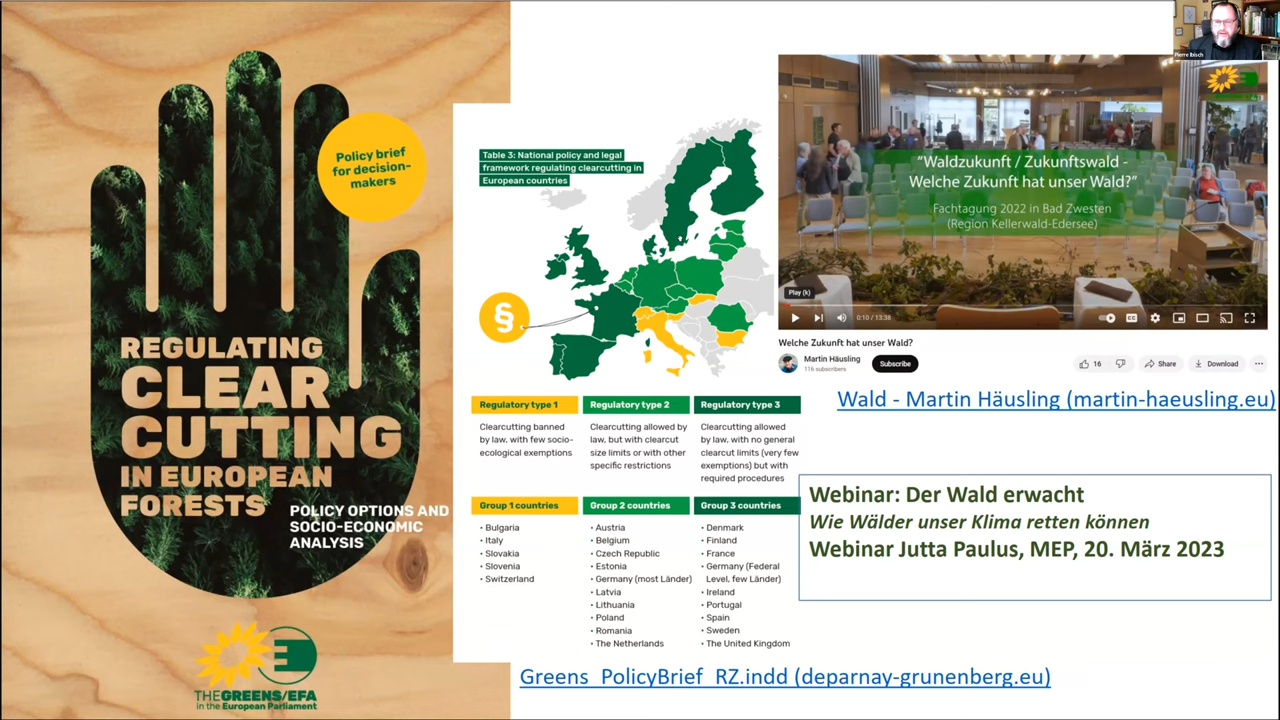 Pierre Ibisch
Policy brief
for decision-
makers
REGULATING
CLEAR
CUTTING
IN EUROPEAN
FORESTS
POLICY OPTIONS AND
SOCIO-ECONOMIC
ANALYSIS
THE GREENS/EFA
in the European Parliament
Table 3: National policy and legal
framework regulating clearcutting in
European countries
§
Regulatory type 1
Clearcutting banned
by law, with few socio-
ecological exemptions
Regulatory type 2
Clearcutting allowed by
law, but with clearcut
size limits or with other
specific restrictions
Regulatory type 3
Clearcutting allowed
by law, with no general
clearcut limits (very few
exemptions) but with
required procedures
Group 1 countries
• Bulgaria
• Italy
• Slovakia
• Slovenia
• Switzerland
Group 2 countries
• Austria
• Belgium
• Czech Republic
• Estonia
• Germany (most Länder)
• Latvia
• Lithuania
• Poland
• Romania
• The Netherlands
Group 3 countries
• Denmark
• Finland
• France
• Germany (Federal
Level, few Länder)
• Ireland
• Portugal
• Spain
• Sweden
• The United Kingdom
Greens_PolicyBrief_RZ.indd (deparnay-grunenberg.eu)
“Waldzukunft / Zukunftswald -
Welche Zukunft hat unser Wald?”
Fachtagung 2022 in Bad Zwesten
(Region Kellerwald-Edersee)
Play (k)
0:10 / 13:38
Welche Zukunft hat unser Wald?
Martin Häusling
116 subscribers
Subscribe
16
Share
Download
Wald - Martin Häusling (martin-haeusling.eu)
Webinar: Der Wald erwacht
Wie Wälder unser Klima retten können
Webinar Jutta Paulus, MEP, 20. März 2023